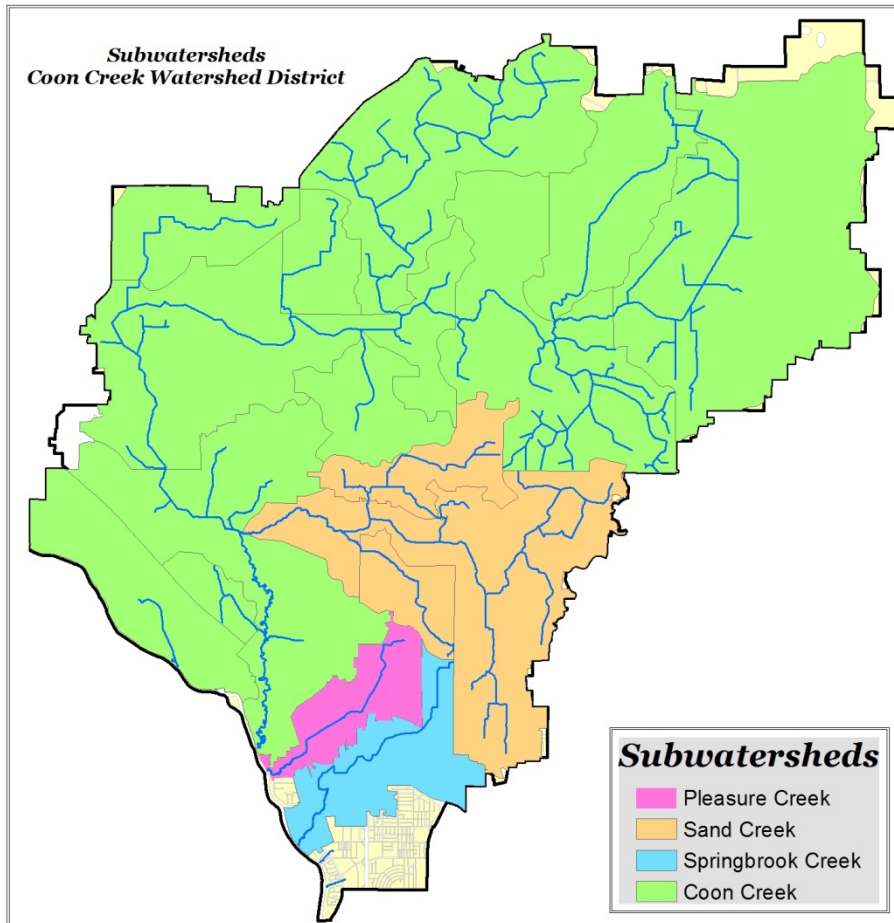 Subwatersheds
Coon Creek Watershed District
Subwatersheds
Pleasure Creek
Sand Creek
Springbrook Creek
Coon Creek